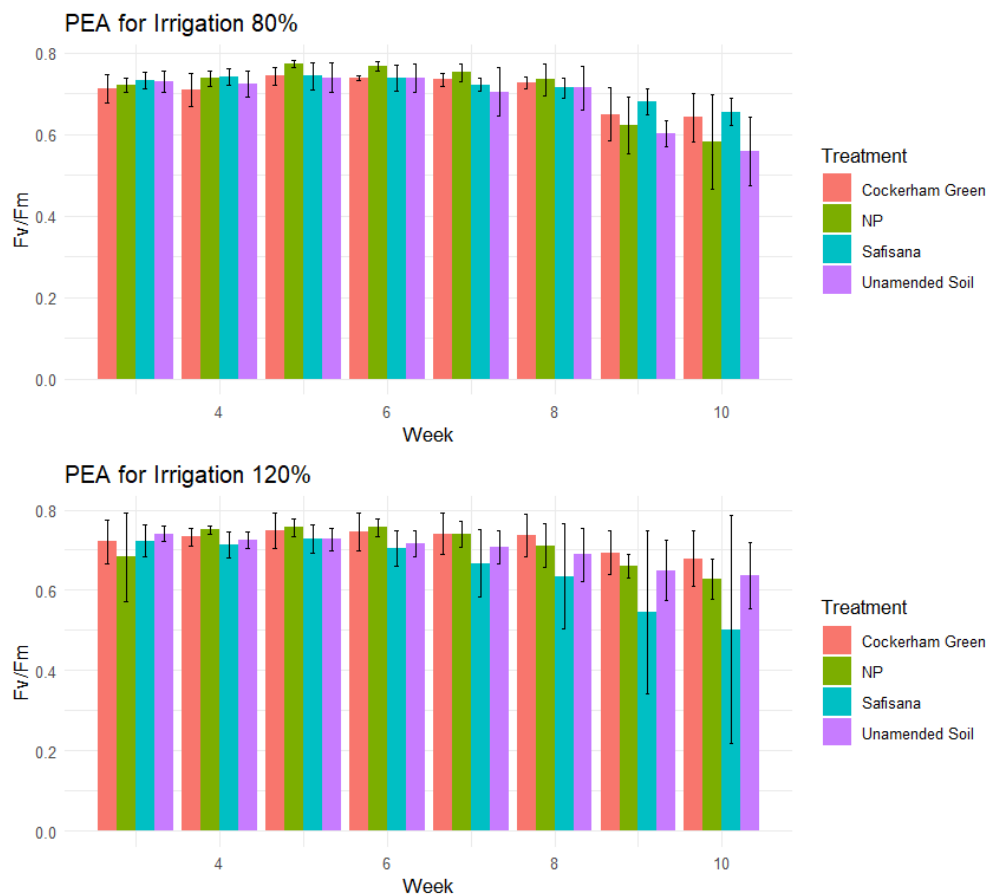 PEA for Irrigation 80%
0.8
0.6
0.4
0.2
0.0
Fv/Fm
4 6 8 10
Week
Treatment
Cockerham Green
NP
Safisana
Unamended Soil
PEA for Irrigation 120%
0.8
0.6
0.4
0.2
0.0
Fv/Fm
4 6 8 10
Week
Treatment
Cockerham Green
NP
Safisana
Unamended Soil